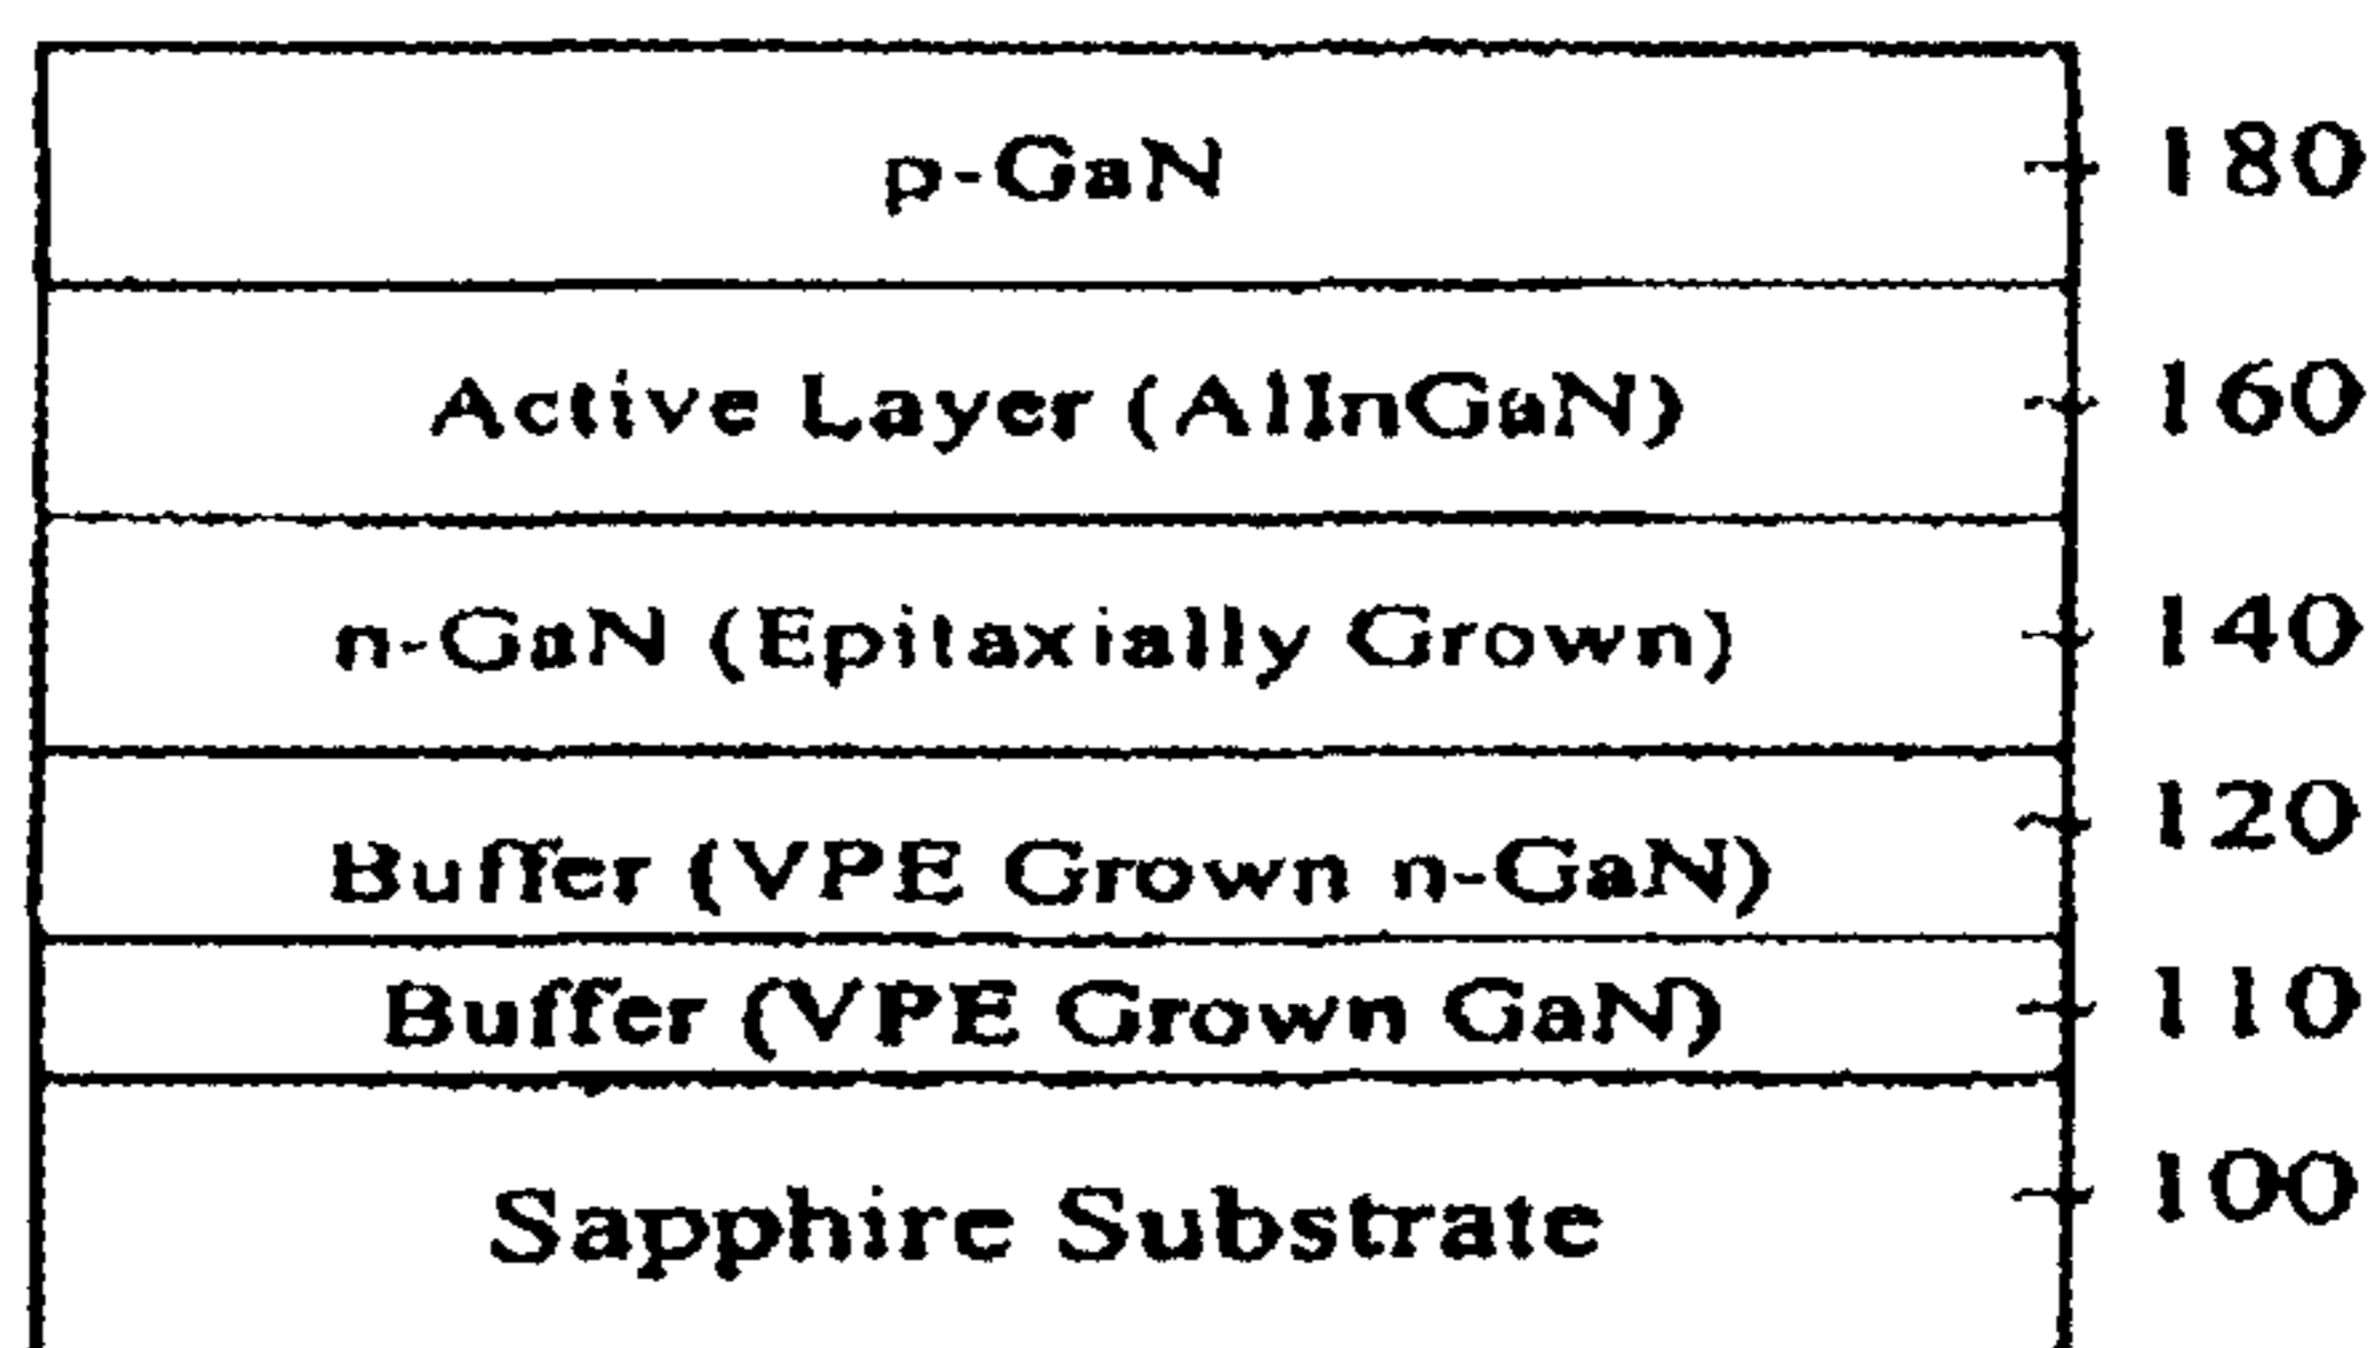 p-GaN 180
Active Layer (AlInGaN) 160
n-GaN (Epitaxially Grown) 140
Buffer (VPE Grown n-GaN) 120
Buffer (VPE Grown GaN) 110
Sapphire Substrate 100